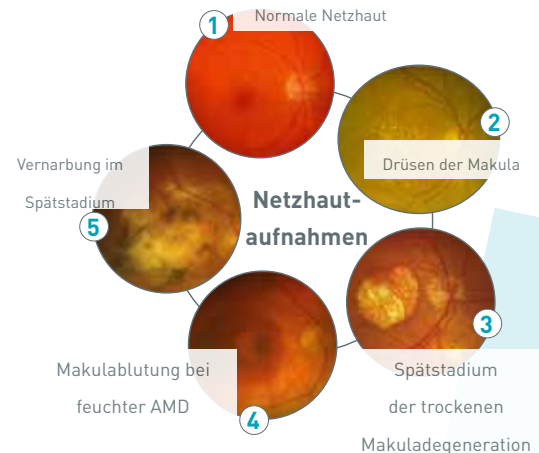 1
Normale Netzhaut
2
Drüsen der Makula
Netzhaut-
aufnahmen
3
Spätstadium
der trockenen
Makuladegeneration
4
Makulablutung bei
feuchter AMD
5
Vernarbung im
Spätstadium